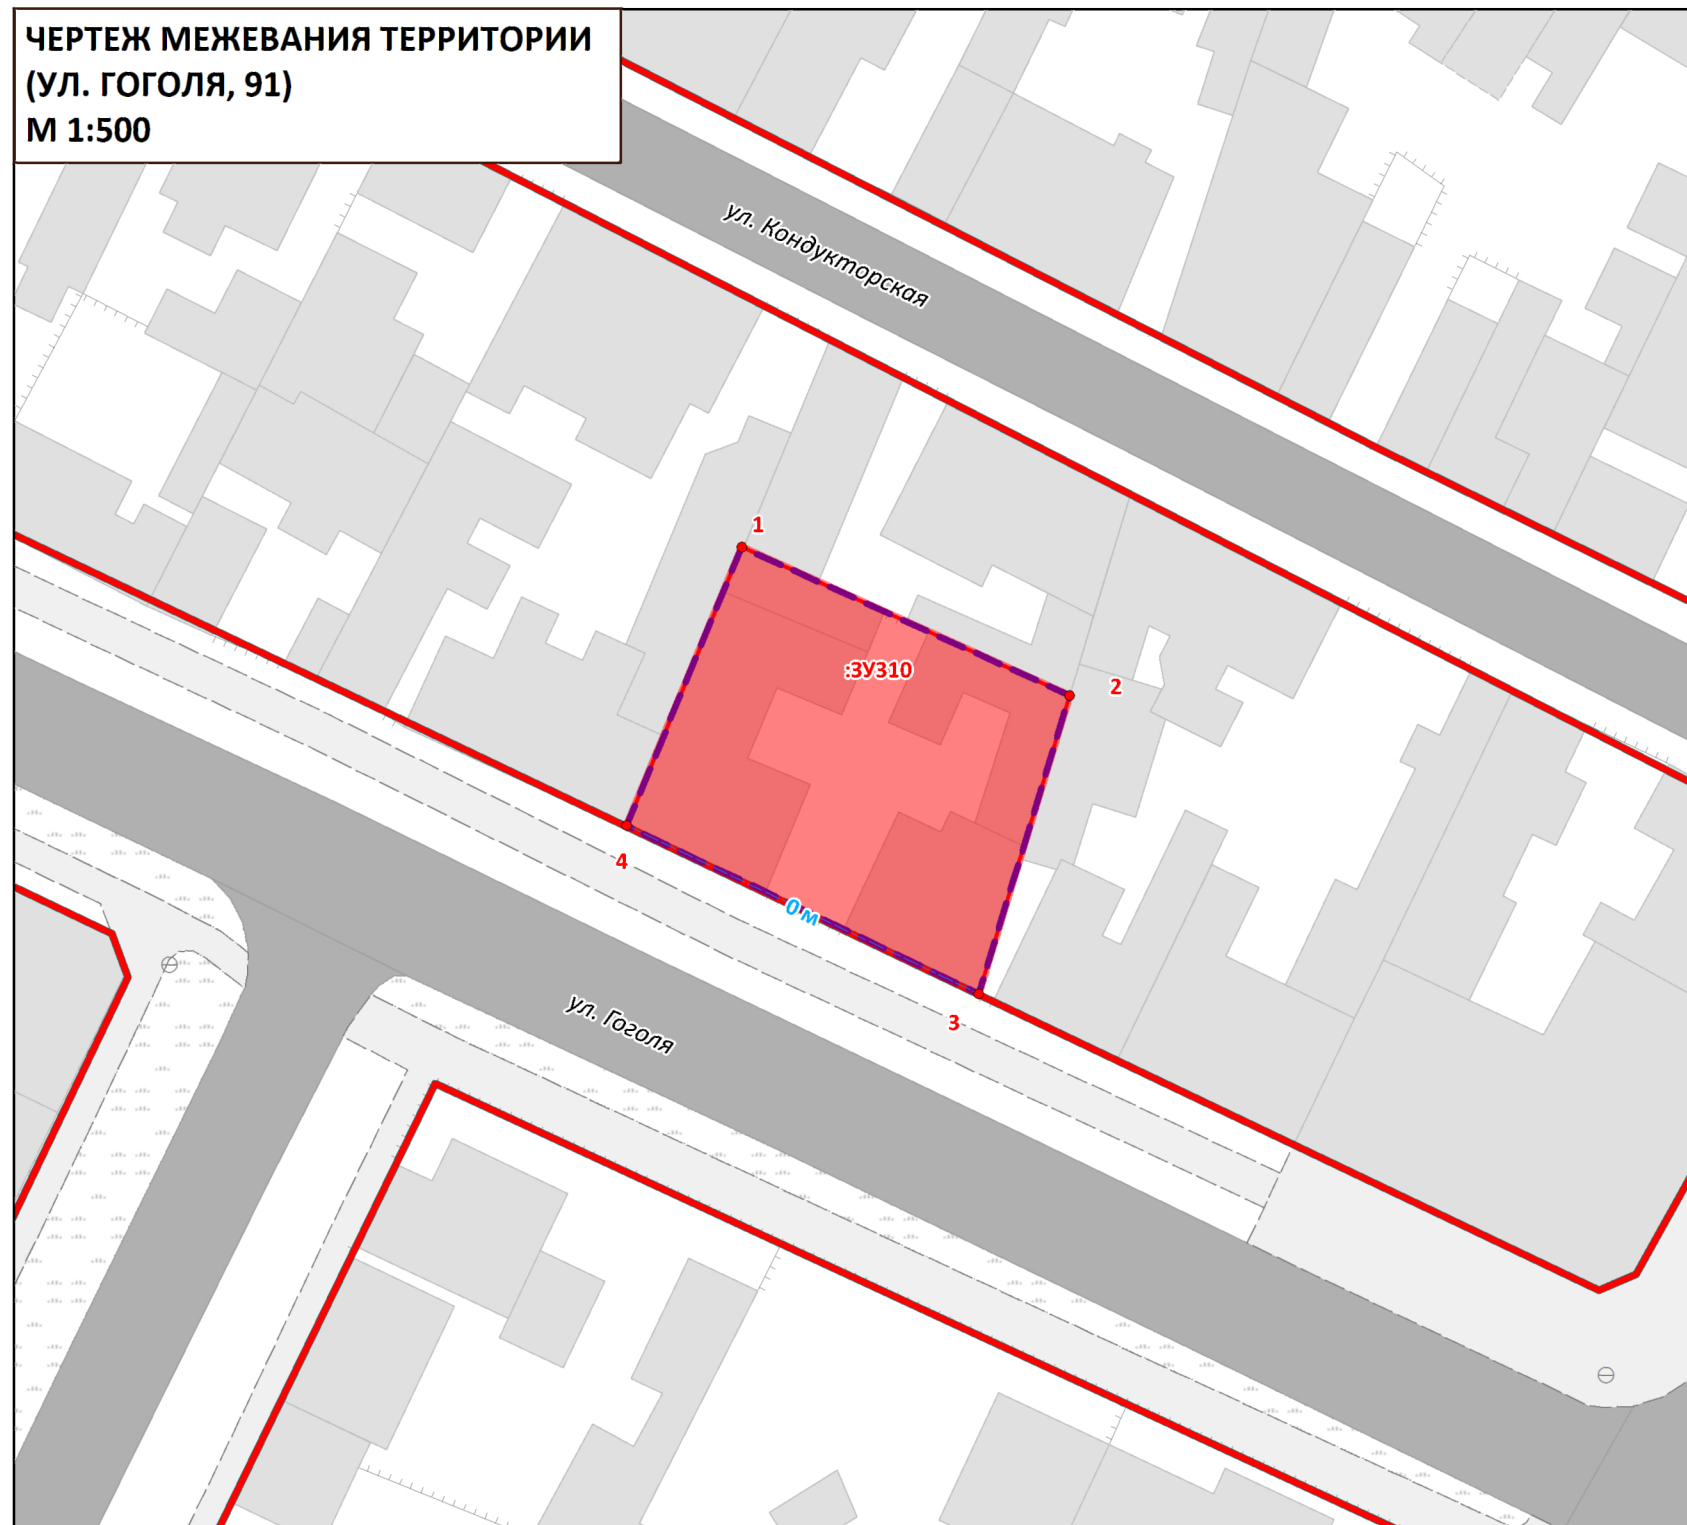 ЧЕРТЕЖ МЕЖЕВАНИЯ ТЕРРИТОРИИ
(УЛ. ГОГОЛЯ, 91)
М 1:500
ул. Кондукторская
1
:ЗУ310
2
4
0 м
3
ул. Гоголя